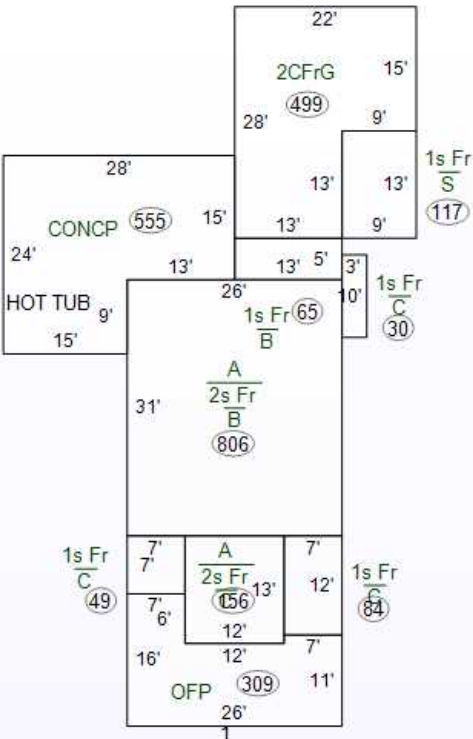 22'
2CFrG
15'
499
28'
9'
1s Fr
S
117
13'
13'
13'
9'
28'
CONCP
555
15'
24'
13'
HOT TUB
9'
15'
13'
5'
3'
26'
10'
1s Fr
C
30
1s Fr
B
65
A
2s Fr
B
806
31'
1s Fr
C
49
7'
7'
A
2s Fr
C
156
13'
12'
7'
12'
1s Fr
C
84
7'
6'
16'
12'
7'
11'
OFP
309
26'
1